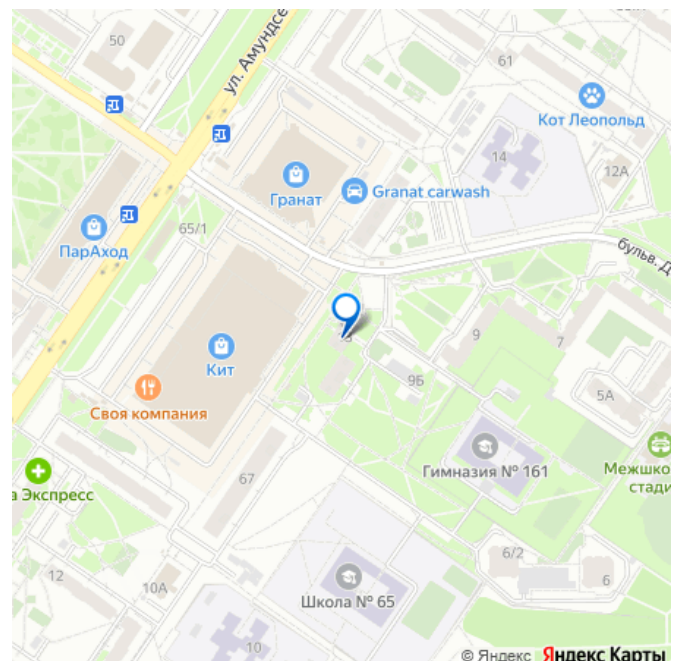 50
61
ул. Амундсе
Кот Леопольд
14
12А
Гранат
Granat carwash
65/1
ПарАход
бульв. Д
9
7
Кит
9Б
5А
Своя компания
Гимназия № 161
Межшко
стади
67
а Экспресс
6/2
6
12
10А
Школа № 65
10
© Яндекс Яндекс Карты